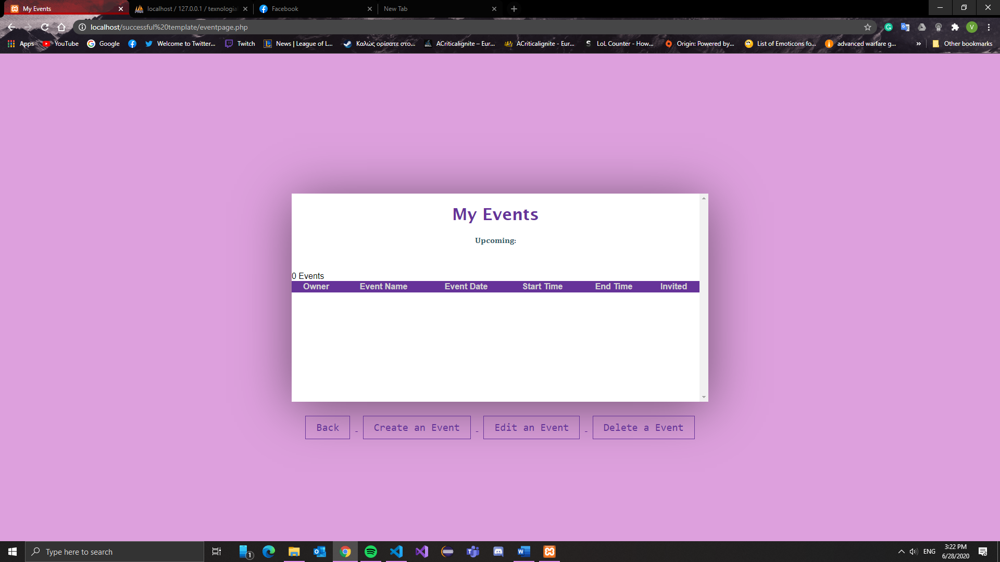 My Events
localhost / 127.0.0.1 / texnologia
Facebook
New Tab
localhost/successful%20template/eventpage.php
Apps
YouTube
Google
Welcome to Twitter...
Twitch
News | League of L...
Καλώς ορίσατε στο...
ACriticalignite – Eur...
ACriticalignite - Eur...
LoL Counter - How...
Origin: Powered by...
List of Emoticons fo...
advanced warfare g...
»
Other bookmarks
My Events
Upcoming:
0 Events
Owner Event Name Event Date Start Time End Time Invited
Back - Create an Event - Edit an Event - Delete a Event
Type here to search
1
ENG
3:22 PM
6/28/2020